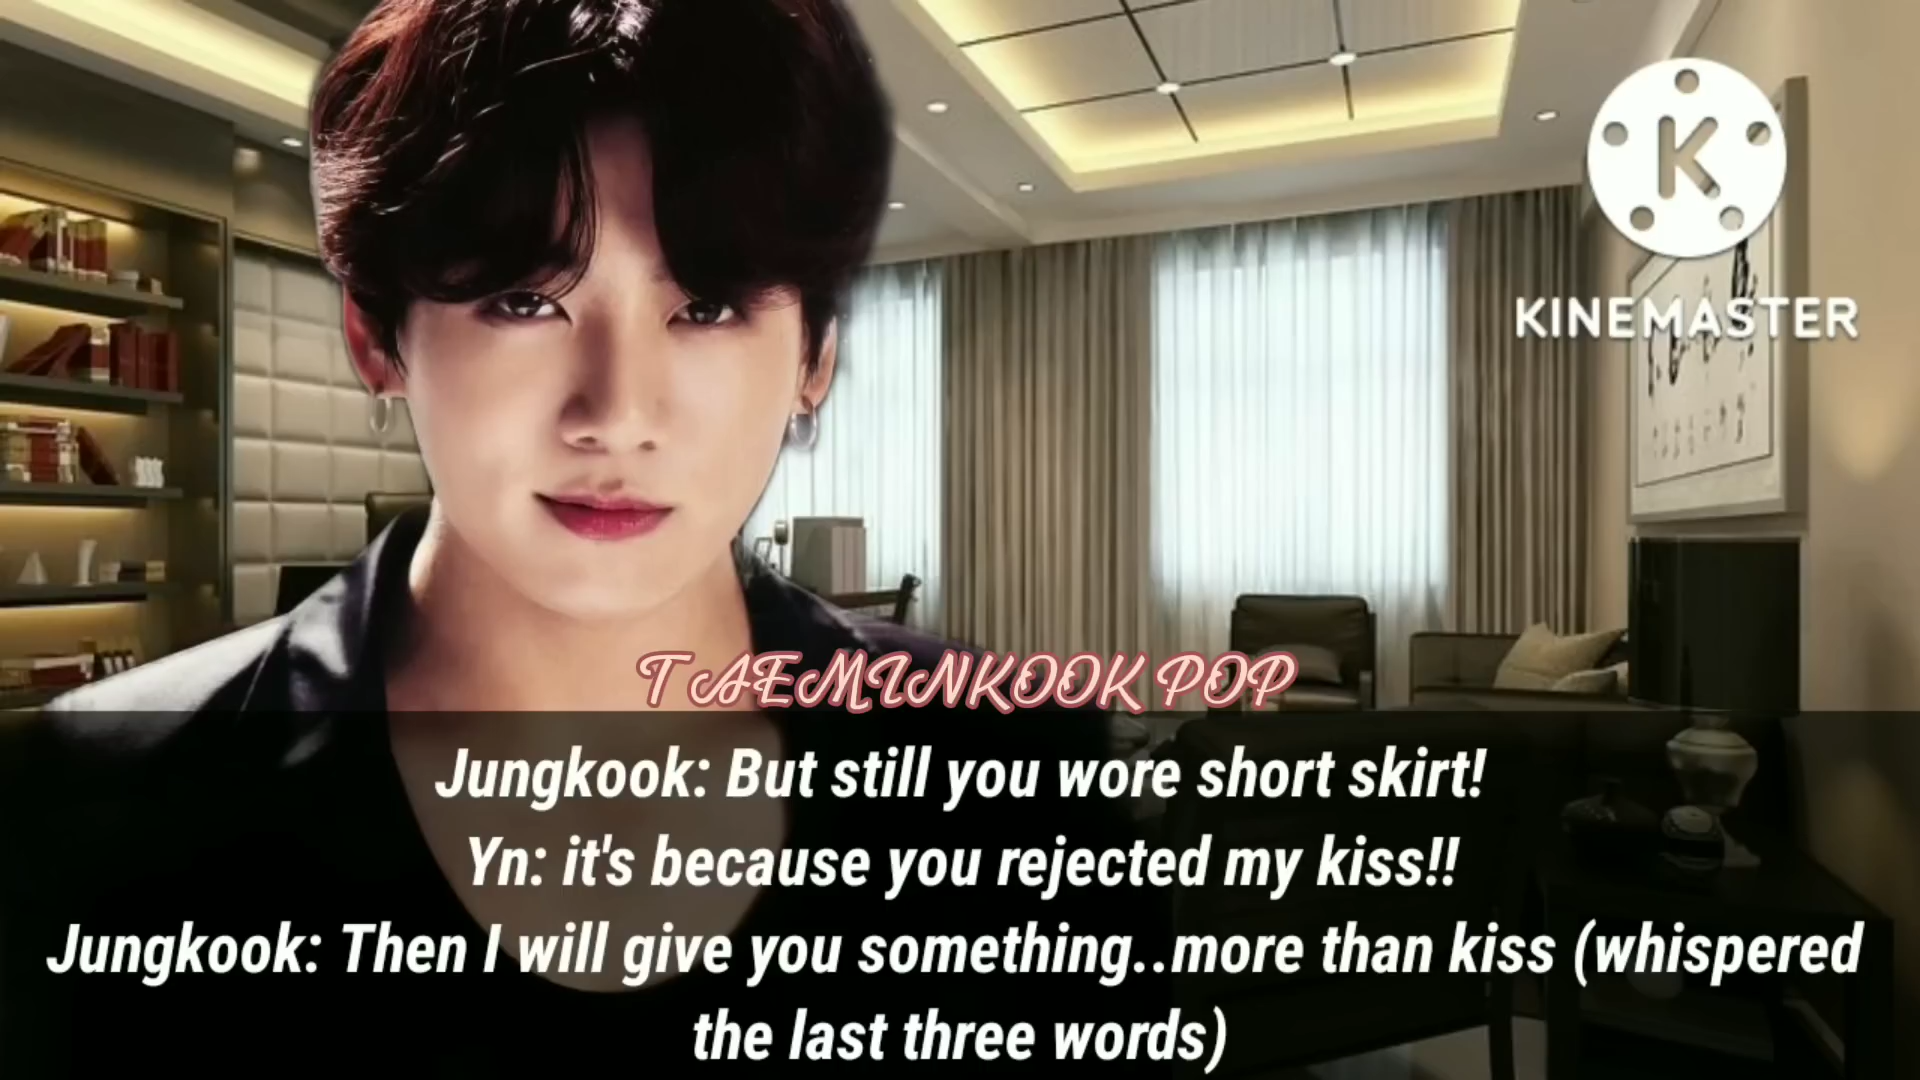 KINEMASTER
TAEMINKOOK POP
Jungkook: But still you wore short skirt!
Yn: it's because you rejected my kiss!!
Jungkook: Then I will give you something..more than kiss (whispered
the last three words)